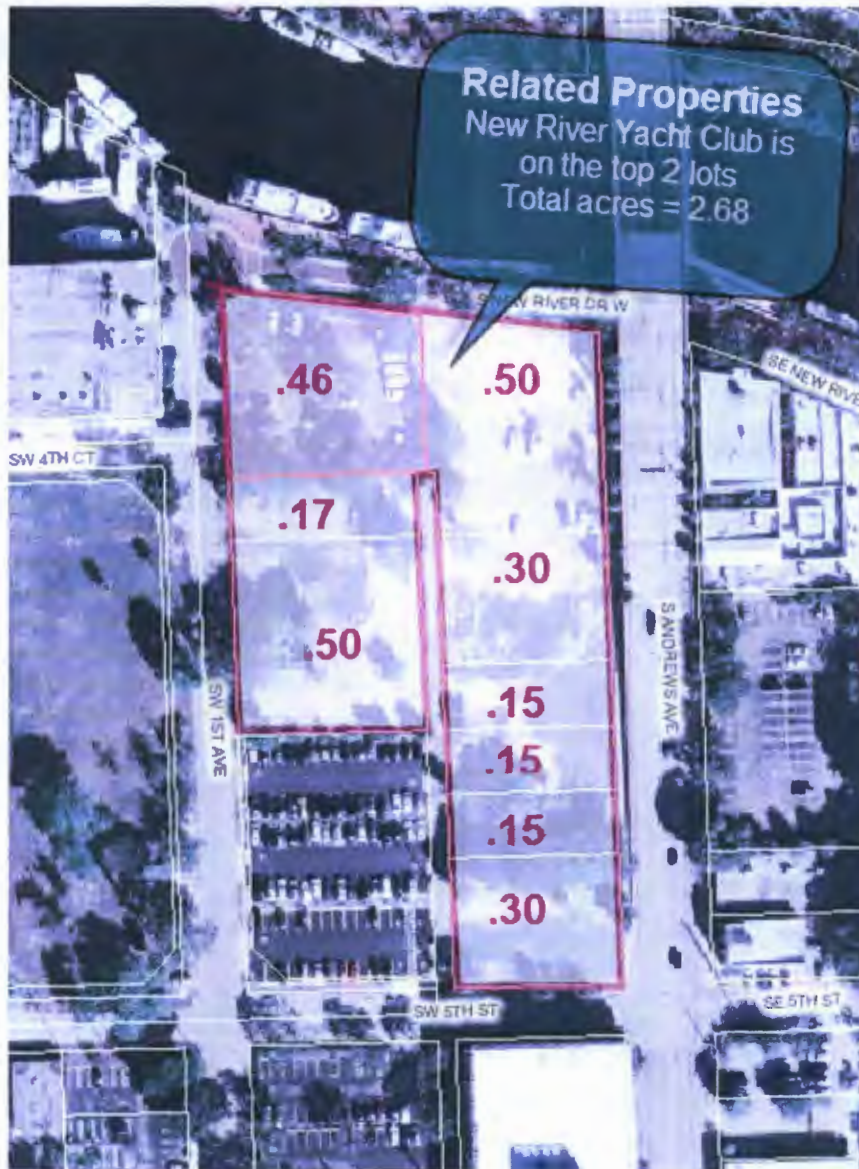 Related Properties
New River Yacht Club is
on the top 2 lots
Total acres = 2.68
S NEW RIVER DR W
.46
.50
SE NEW RIVE
SW 4TH CT
.17
.30
.50
S ANDREWS AVE
SW 1ST AVE
.15
.15
.15
.30
SW 5TH ST
SE 5TH ST